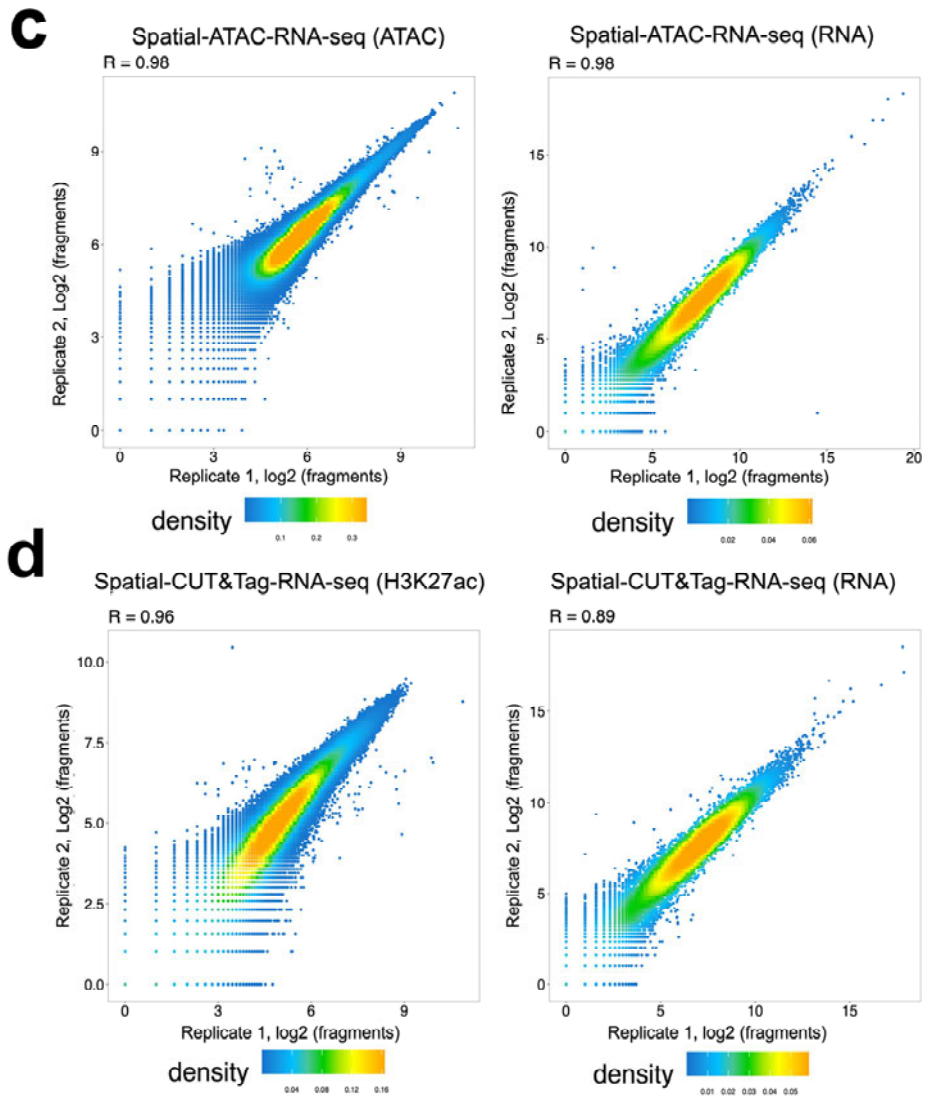 c
Spatial-ATAC-RNA-seq (ATAC)
R = 0.98
9
6
3
0
Replicate 2, Log2 (fragments)
0 3 6 9
Replicate 1, log2 (fragments)
density
0.1 0.2 0.3
Spatial-ATAC-RNA-seq (RNA)
R = 0.98
15
10
5
0
Replicate 2, Log2 (fragments)
0 5 10 15 20
Replicate 1, log2 (fragments)
density
0.02 0.04 0.06
d
Spatial-CUT&Tag-RNA-seq (H3K27ac)
R = 0.96
10.0
7.5
5.0
2.5
0.0
Replicate 2, Log2 (fragments)
0 3 6 9
Replicate 1, log2 (fragments)
density
0.04 0.08 0.12 0.16
Spatial-CUT&Tag-RNA-seq (RNA)
R = 0.89
15
10
5
0
Replicate 2, Log2 (fragments)
0 5 10 15
Replicate 1, log2 (fragments)
density
0.01 0.02 0.03 0.04 0.05